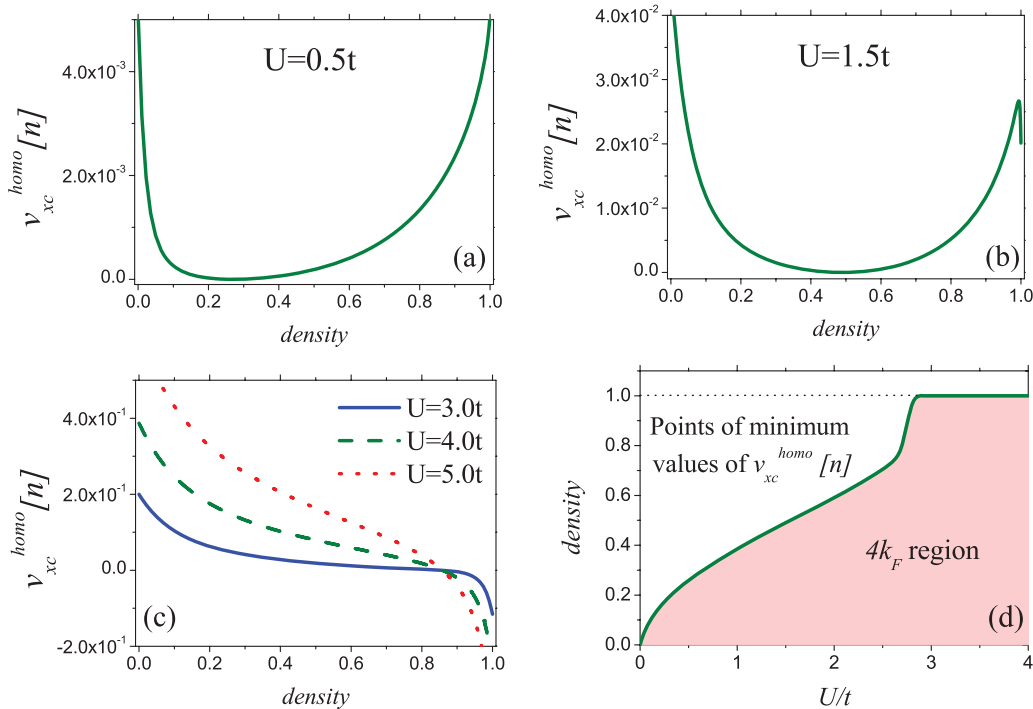 U=0.5t
4.0x10⁻³
2.0x10⁻³
0.0
0.0 0.2 0.4 0.6 0.8 1.0
v_xc^homo [n]
density
(a)
U=1.5t
4.0x10⁻²
3.0x10⁻²
2.0x10⁻²
1.0x10⁻²
0.0
0.0 0.2 0.4 0.6 0.8 1.0
v_xc^homo [n]
density
(b)
U=3.0t
U=4.0t
U=5.0t
4.0x10⁻¹
2.0x10⁻¹
0.0
-2.0x10⁻¹
0.0 0.2 0.4 0.6 0.8 1.0
v_xc^homo [n]
density
(c)
1.0
0.8
0.6
0.4
0.2
0.0
0 1 2 3 4
density
U/t
Points of minimum
values of v_xc^homo [n]
4k_F region
(d)